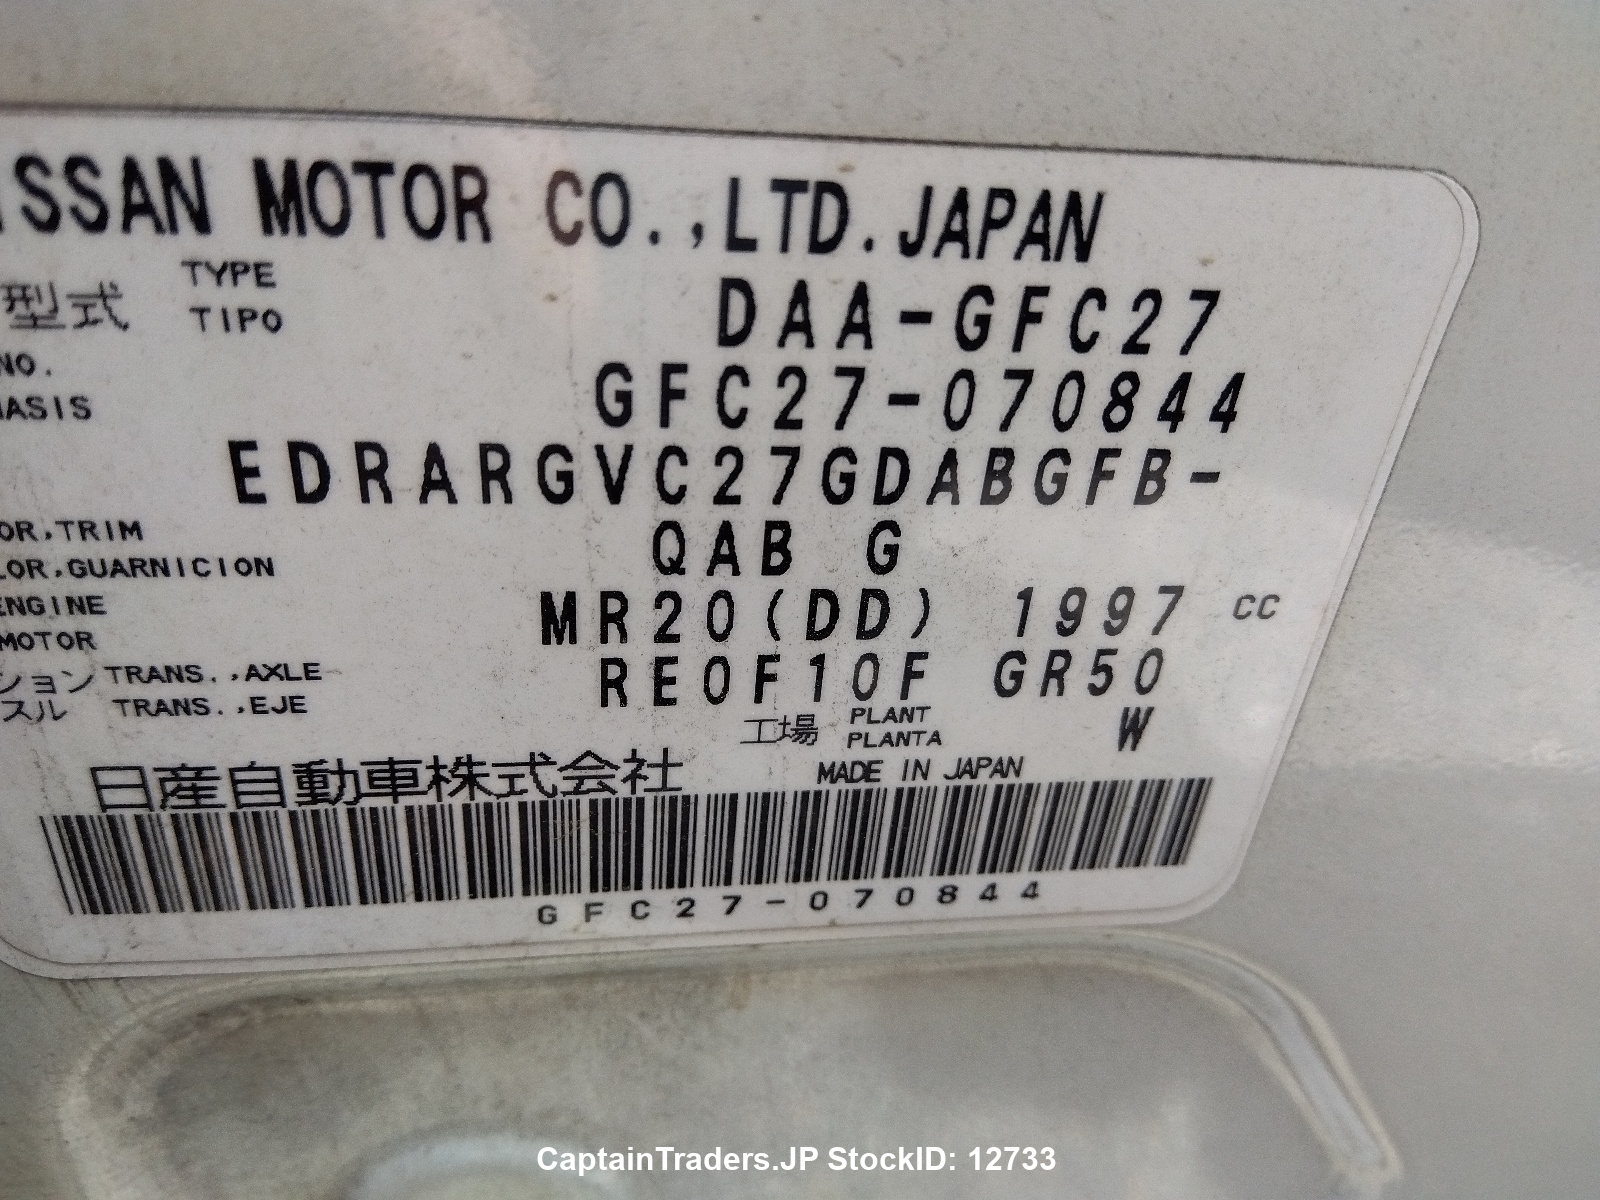 NISSAN MOTOR CO.,LTD.JAPAN
型式 TYPE TIPO DAA-GFC27
NO.
HASIS GFC27-070844
EDRARGVC27GDABGFB-
OR,TRIM
LOR,GUARNICION QAB G
ENGINE
MOTOR MR20(DD) 1997 CC
ション TRANS.,AXLE
スル TRANS.,EJE RE0F10F GR50
工場 PLANT PLANTA W
日産自動車株式会社 MADE IN JAPAN
GFC27-070844
CaptainTraders.JP StockID: 12733